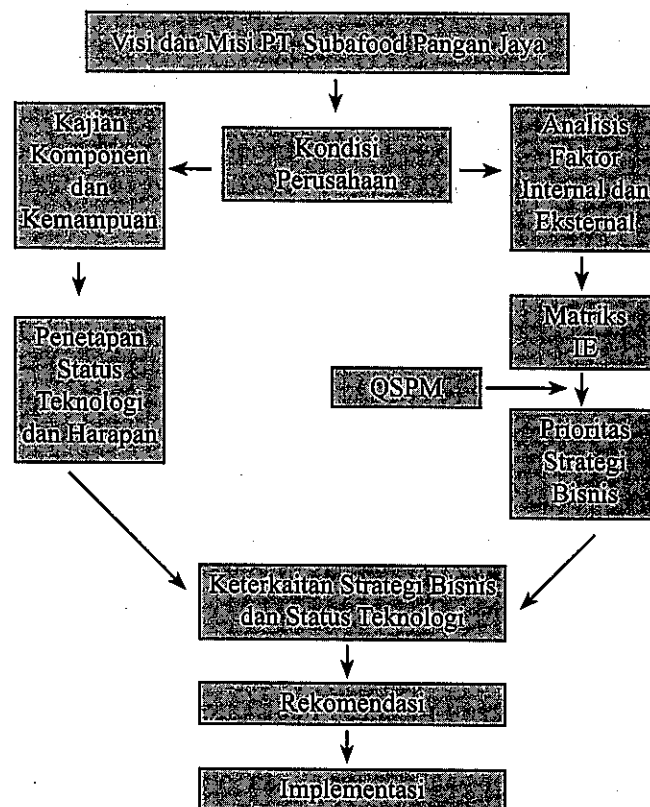 Visi dan Misi PT. Subafood Pangan Jaya
Kajian
Komponen
dan
Kemampuan
Kondisi
Perusahaan
Analisis
Faktor
Internal dan
Eksternal
Penetapan
Status
Teknologi
dan Harapan
Matriks
IE
QSPM
Prioritas
Strategi
Bisnis
Keterkaitan Strategi Bisnis
dan Status Teknologi
Rekomendasi
Implementasi